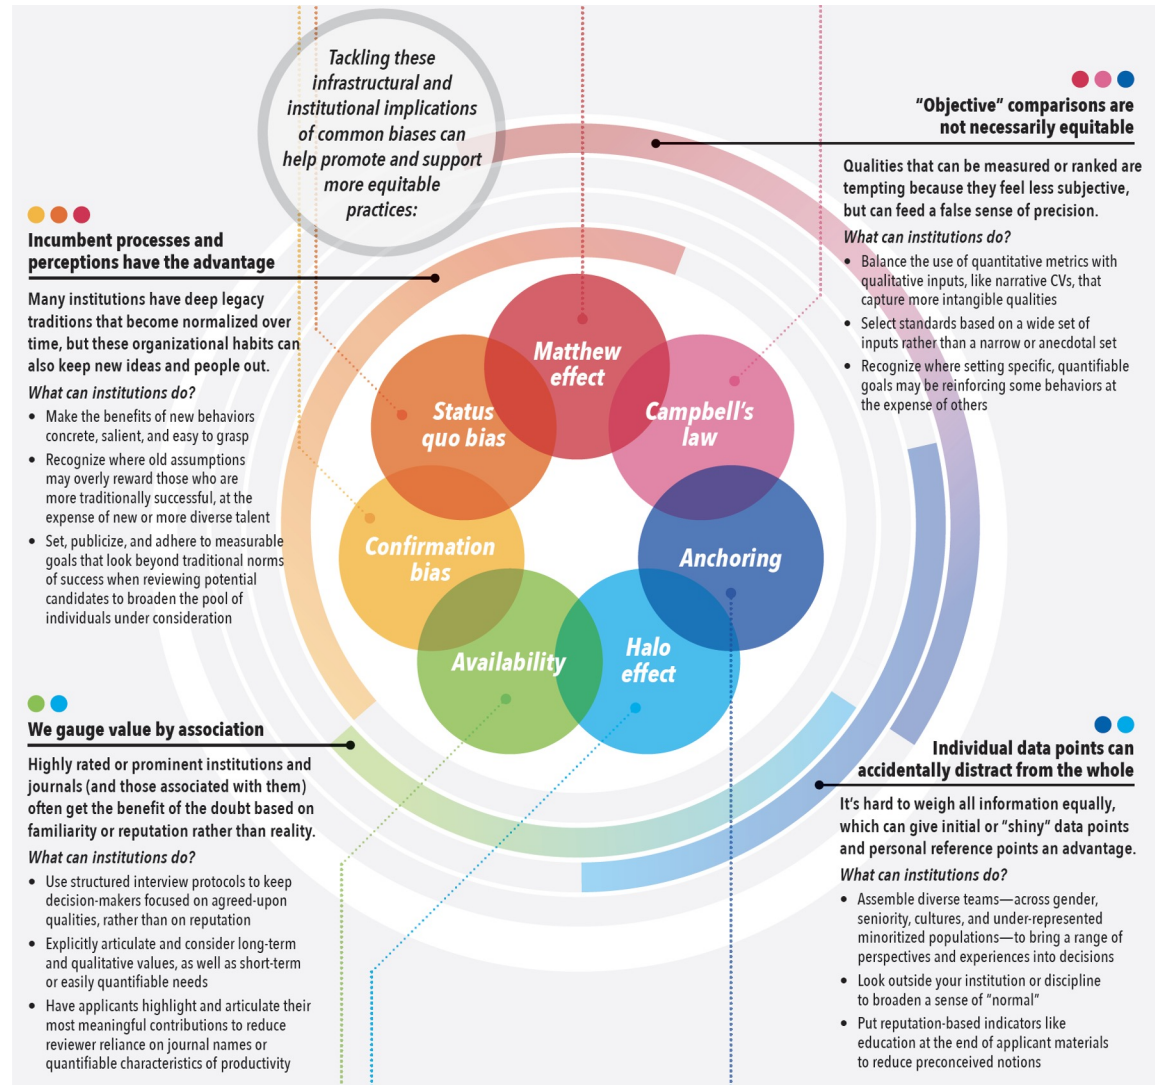 Tackling these
infrastructural and
institutional implications
of common biases can
help promote and support
more equitable
practices:
Incumbent processes and
perceptions have the advantage
Many institutions have deep legacy
traditions that become normalized over
time, but these organizational habits can
also keep new ideas and people out.
What can institutions do?
• Make the benefits of new behaviors
concrete, salient, and easy to grasp
• Recognize where old assumptions
may overly reward those who are
more traditionally successful, at the
expense of new or more diverse talent
• Set, publicize, and adhere to measurable
goals that look beyond traditional norms
of success when reviewing potential
candidates to broaden the pool of
individuals under consideration
"Objective" comparisons are
not necessarily equitable
Qualities that can be measured or ranked are
tempting because they feel less subjective,
but can feed a false sense of precision.
What can institutions do?
• Balance the use of quantitative metrics with
qualitative inputs, like narrative CVs, that
capture more intangible qualities
• Select standards based on a wide set of
inputs rather than a narrow or anecdotal set
• Recognize where setting specific, quantifiable
goals may be reinforcing some behaviors at
the expense of others
Matthew
effect
Status
quo bias
Campbell's
law
Confirmation
bias
Anchoring
Availability
Halo
effect
We gauge value by association
Highly rated or prominent institutions and
journals (and those associated with them)
often get the benefit of the doubt based on
familiarity or reputation rather than reality.
What can institutions do?
• Use structured interview protocols to keep
decision-makers focused on agreed-upon
qualities, rather than on reputation
• Explicitly articulate and consider long-term
and qualitative values, as well as short-term
or easily quantifiable needs
• Have applicants highlight and articulate their
most meaningful contributions to reduce
reviewer reliance on journal names or
quantifiable characteristics of productivity
Individual data points can
accidentally distract from the whole
It's hard to weigh all information equally,
which can give initial or "shiny" data points
and personal reference points an advantage.
What can institutions do?
• Assemble diverse teams—across gender,
seniority, cultures, and under-represented
minoritized populations—to bring a range of
perspectives and experiences into decisions
• Look outside your institution or discipline
to broaden a sense of "normal"
• Put reputation-based indicators like
education at the end of applicant materials
to reduce preconceived notions